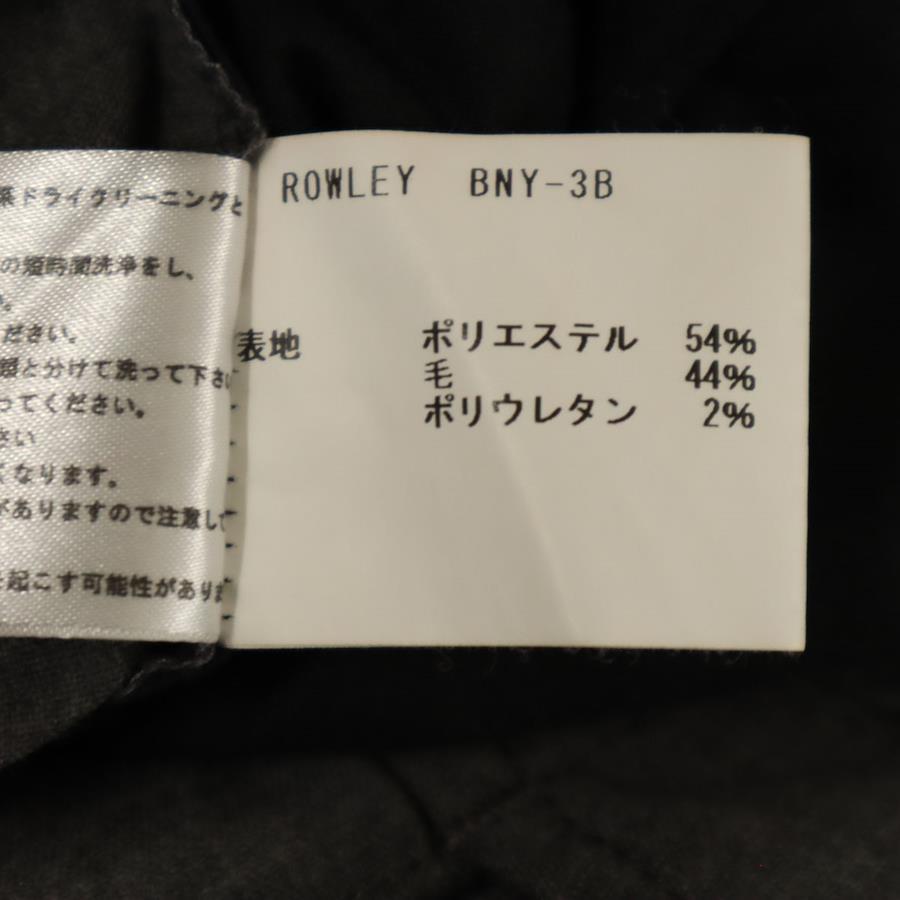 系ドライクリーニングと
の短時間洗浄をし、
い。
ください。
類と分けて洗って下さい
ってください。
さい
くなります。
がありますので注意して
を起こす可能性がありま
ROWLEY BNY-3B
表地 ポリエステル 54%
毛 44%
ポリウレタン 2%